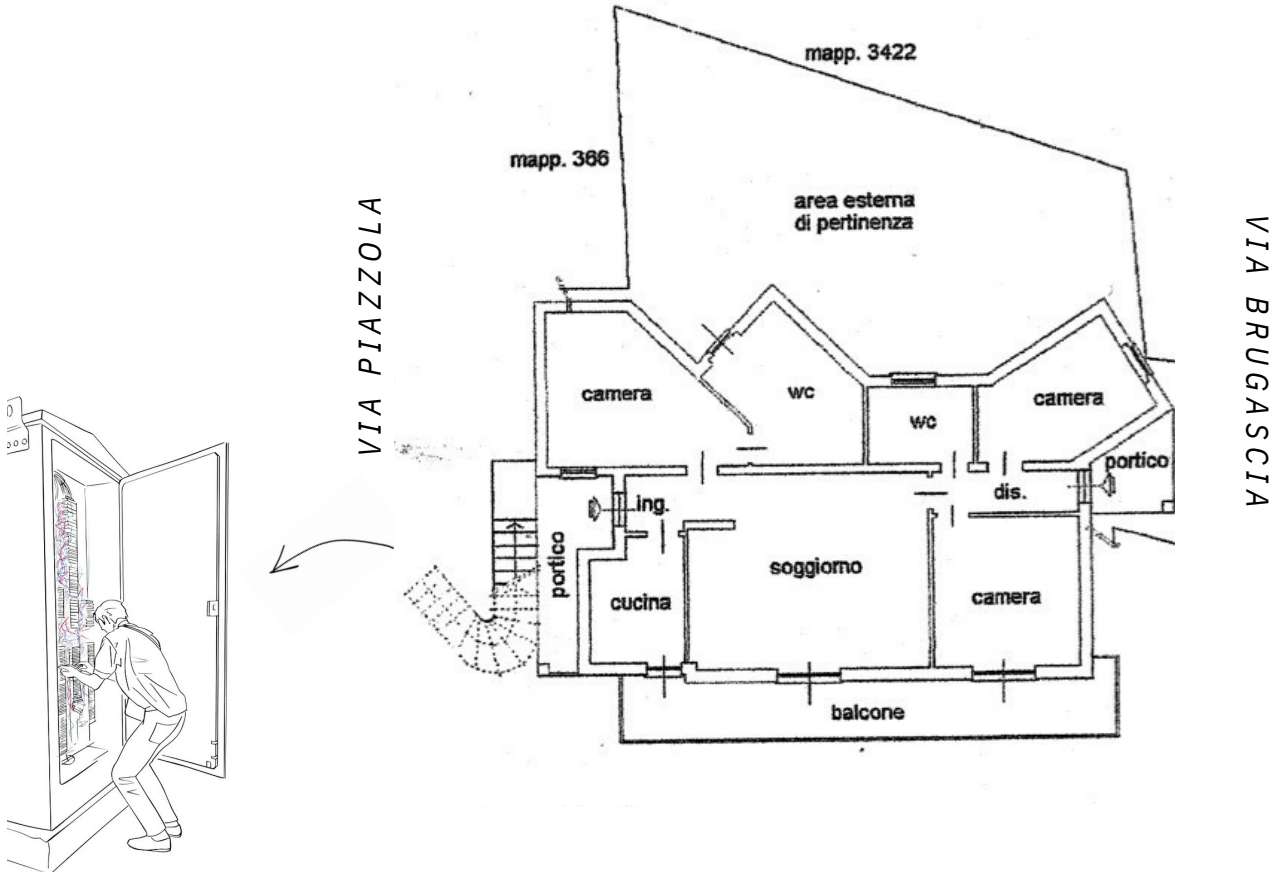 mapp. 3422
mapp. 366
area esterna
di pertinenza
VIA PIAZZOLA
VIA BRUGASCIA
camera
wc
wc
camera
portico
ing.
dis.
portico
soggiorno
cucina
camera
balcone